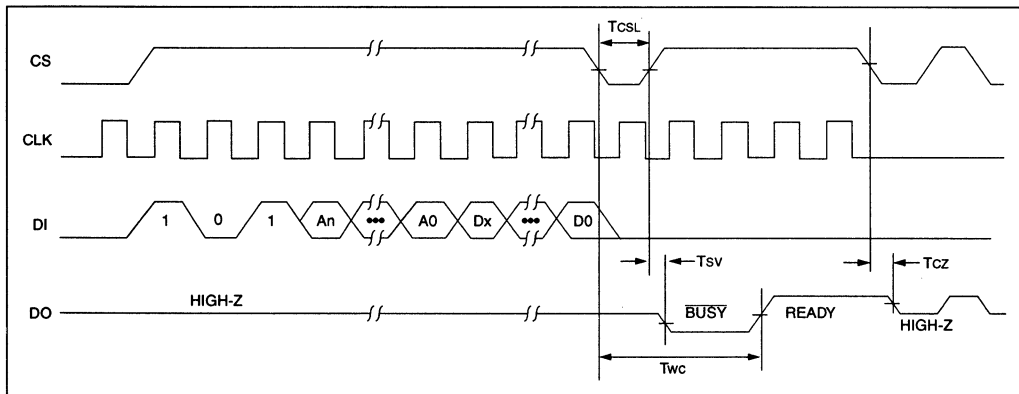 TCSL
CS
CLK
DI 1 0 1 An ••• A0 Dx ••• D0
TSV TCZ
HIGH-Z
DO BUSY READY HIGH-Z
TWC